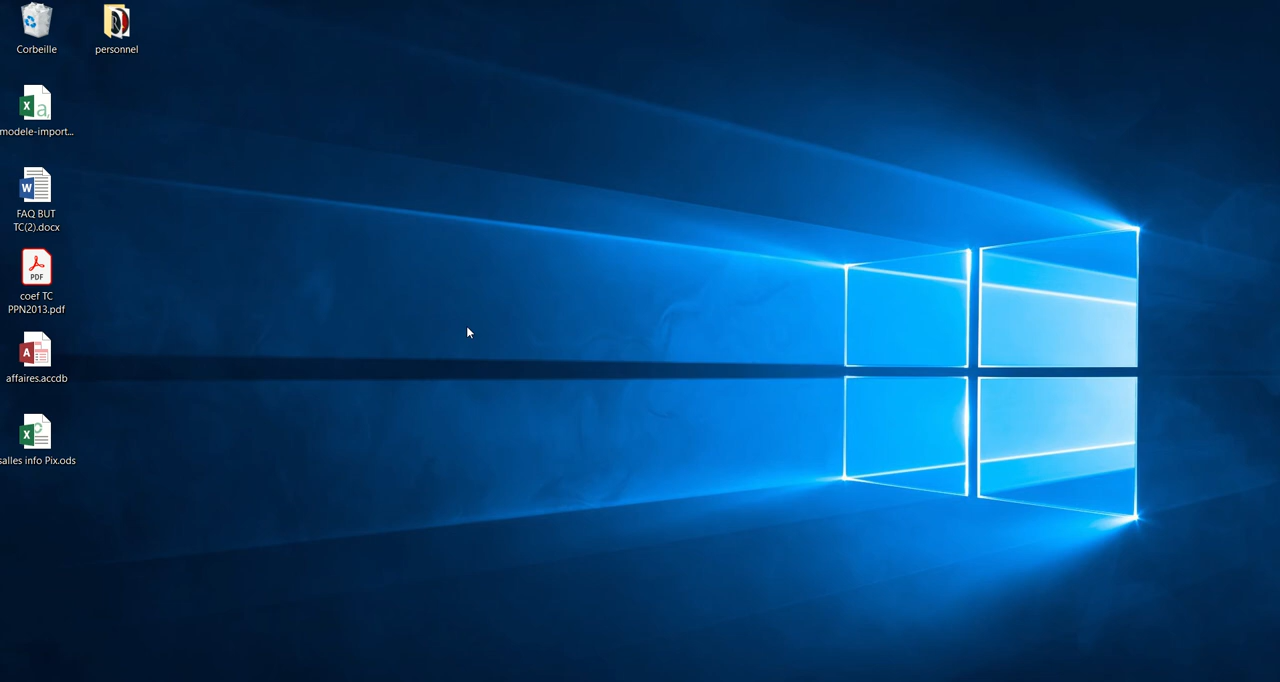 Corbeille
personnel
modele-import...
FAQ BUT
TC(2).docx
PDF
coef TC
PPN2013.pdf
affaires.accdb
salles info Pix.ods